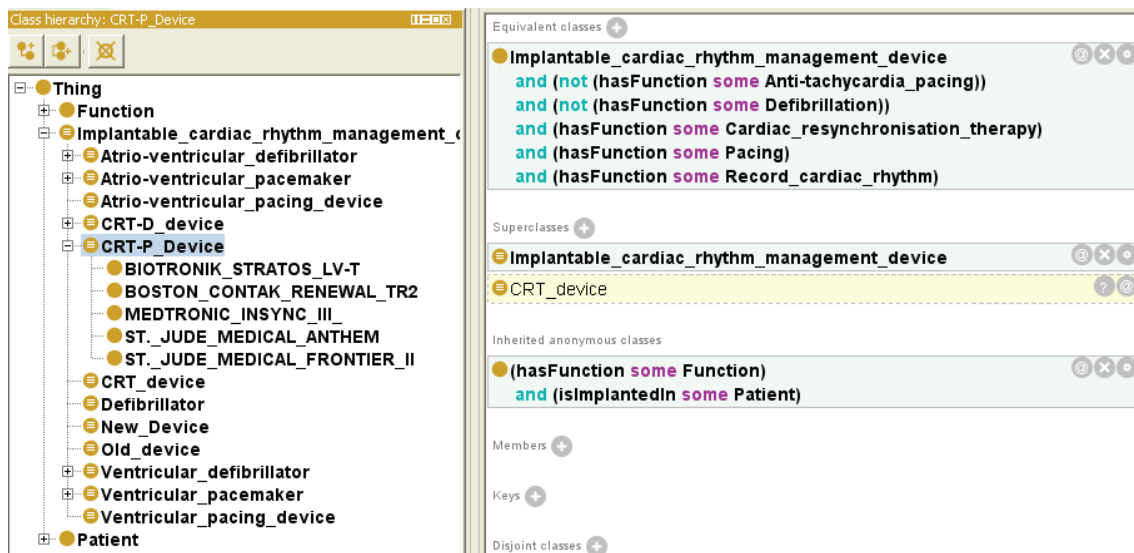 Class hierarchy: CRT-P_Device
Thing
Function
Implantable_cardiac_rhythm_management_
Atrio-ventricular_defibrillator
Atrio-ventricular_pacemaker
Atrio-ventricular_pacing_device
CRT-D_device
CRT-P_Device
BIOTRONIK_STRATOS_LV-T
BOSTON_CONTAK_RENEWAL_TR2
MEDTRONIC_INSYNC_III_
ST._JUDE_MEDICAL_ANTHEM
ST._JUDE_MEDICAL_FRONTIER_II
CRT_device
Defibrillator
New_Device
Old_device
Ventricular_defibrillator
Ventricular_pacemaker
Ventricular_pacing_device
Patient
Equivalent classes
Implantable_cardiac_rhythm_management_device
and (not (hasFunction some Anti-tachycardia_pacing))
and (not (hasFunction some Defibrillation))
and (hasFunction some Cardiac_resynchronisation_therapy)
and (hasFunction some Pacing)
and (hasFunction some Record_cardiac_rhythm)
Superclasses
Implantable_cardiac_rhythm_management_device
CRT_device
Inherited anonymous classes
(hasFunction some Function)
and (isImplantedIn some Patient)
Members
Keys
Disjoint classes